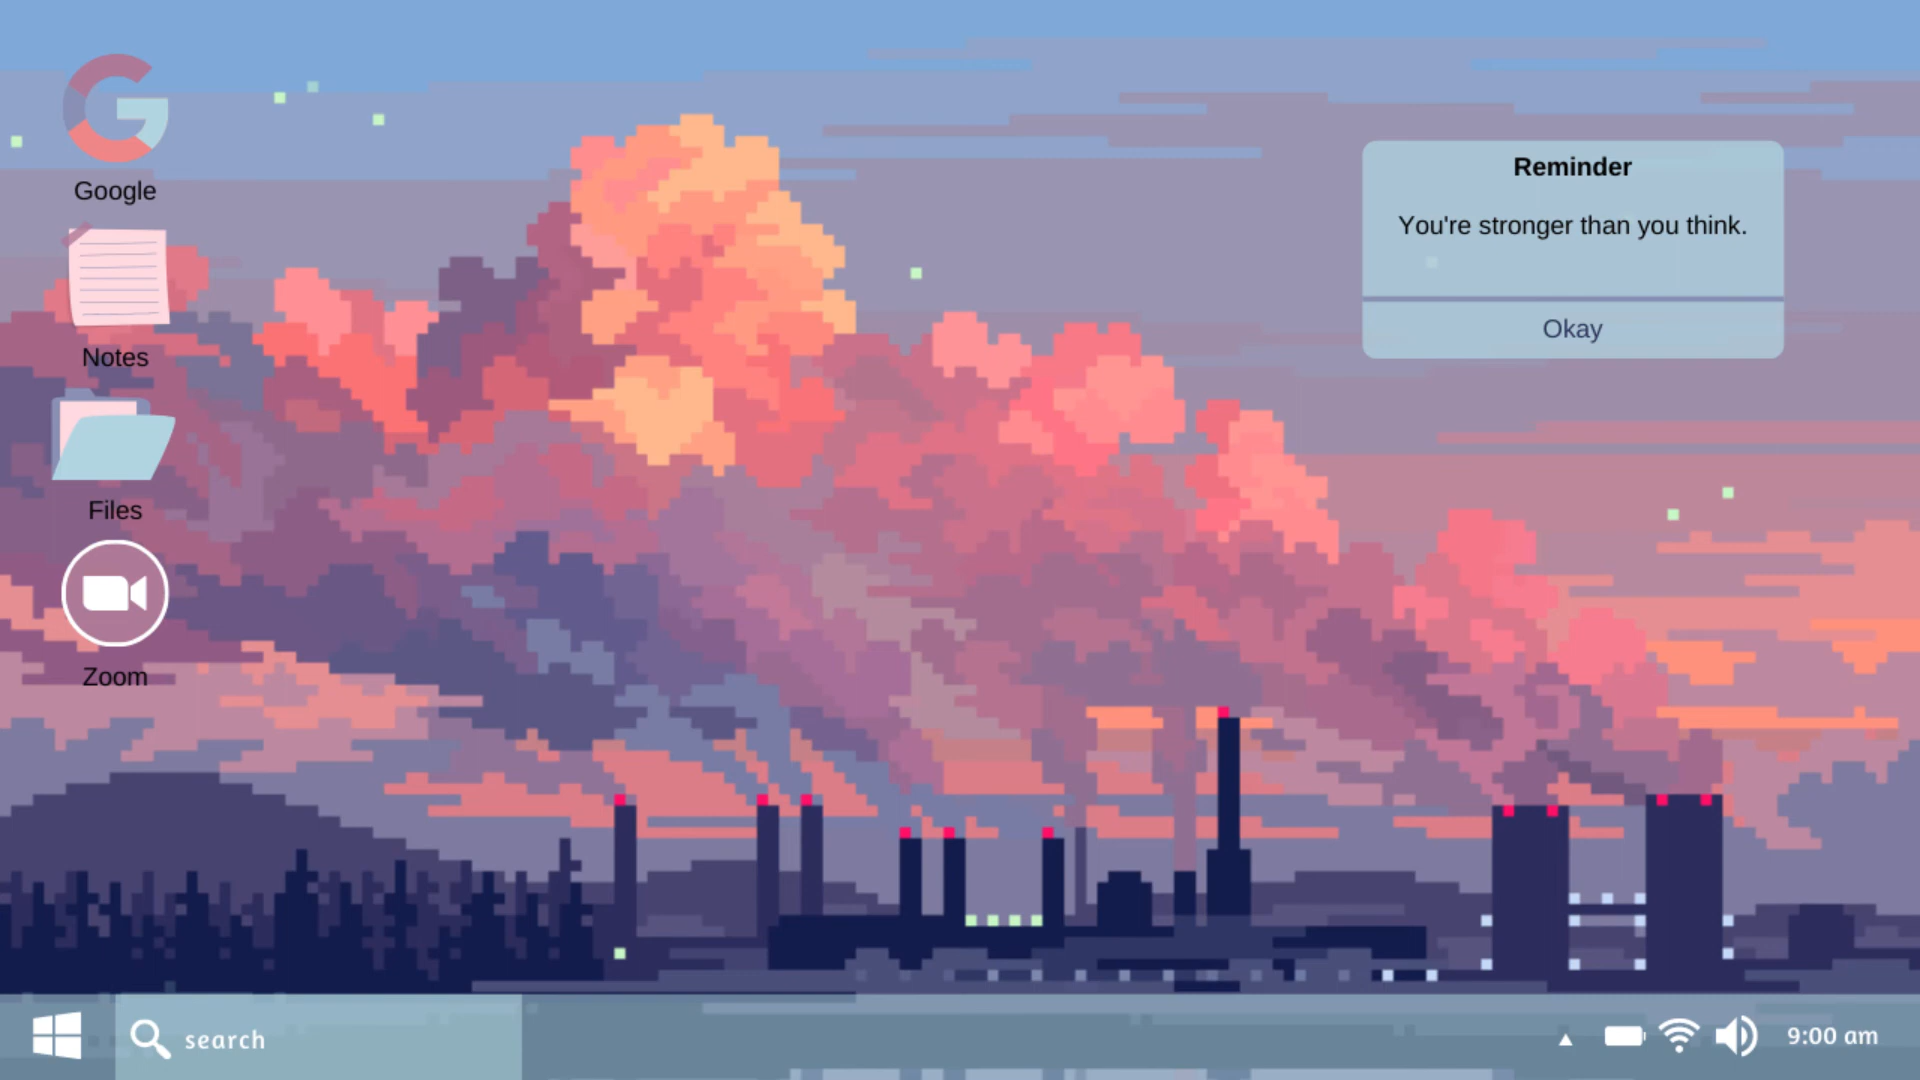 Google
Notes
Files
Zoom
Reminder
You're stronger than you think.
Okay
search
9:00 am